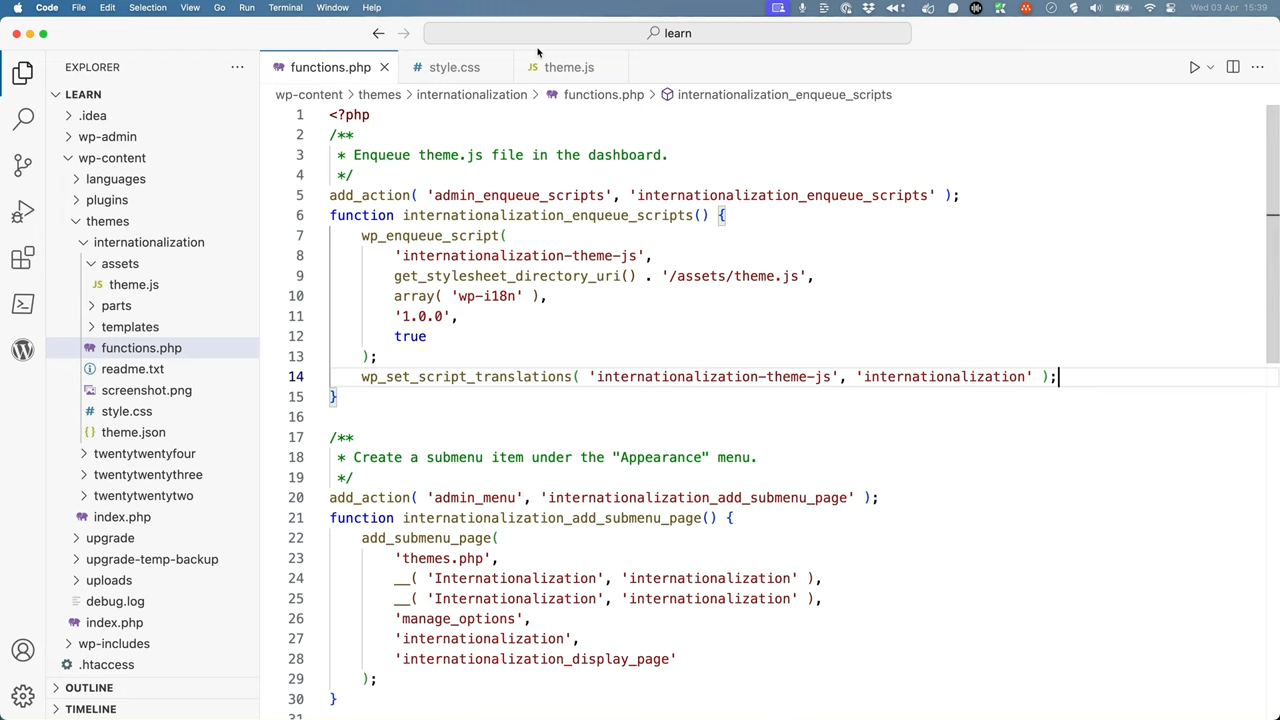 Code File Edit Selection View Go Run Terminal Window Help Wed 03 Apr 15:39
learn
EXPLORER
functions.php
# style.css
JS theme.js
LEARN
wp-content > themes > internationalization > functions.php > internationalization_enqueue_scripts
.idea
wp-admin
wp-content
languages
plugins
themes
internationalization
assets
JS theme.js
parts
templates
functions.php
readme.txt
screenshot.png
# style.css
{} theme.json
twentytwentyfour
twentytwentythree
twentytwentytwo
index.php
upgrade
upgrade-temp-backup
uploads
debug.log
index.php
wp-includes
.htaccess
OUTLINE
TIMELINE
1 <?php
2 /**
3 * Enqueue theme.js file in the dashboard.
4 */
5 add_action( 'admin_enqueue_scripts', 'internationalization_enqueue_scripts' );
6 function internationalization_enqueue_scripts() {
7 wp_enqueue_script(
8 'internationalization-theme-js',
9 get_stylesheet_directory_uri() . '/assets/theme.js',
10 array( 'wp-i18n' ),
11 '1.0.0',
12 true
13 );
14 wp_set_script_translations( 'internationalization-theme-js', 'internationalization' );
15 }
16
17 /**
18 * Create a submenu item under the "Appearance" menu.
19 */
20 add_action( 'admin_menu', 'internationalization_add_submenu_page' );
21 function internationalization_add_submenu_page() {
22 add_submenu_page(
23 'themes.php',
24 __( 'Internationalization', 'internationalization' ),
25 __( 'Internationalization', 'internationalization' ),
26 'manage_options',
27 'internationalization',
28 'internationalization_display_page'
29 );
30 }
31